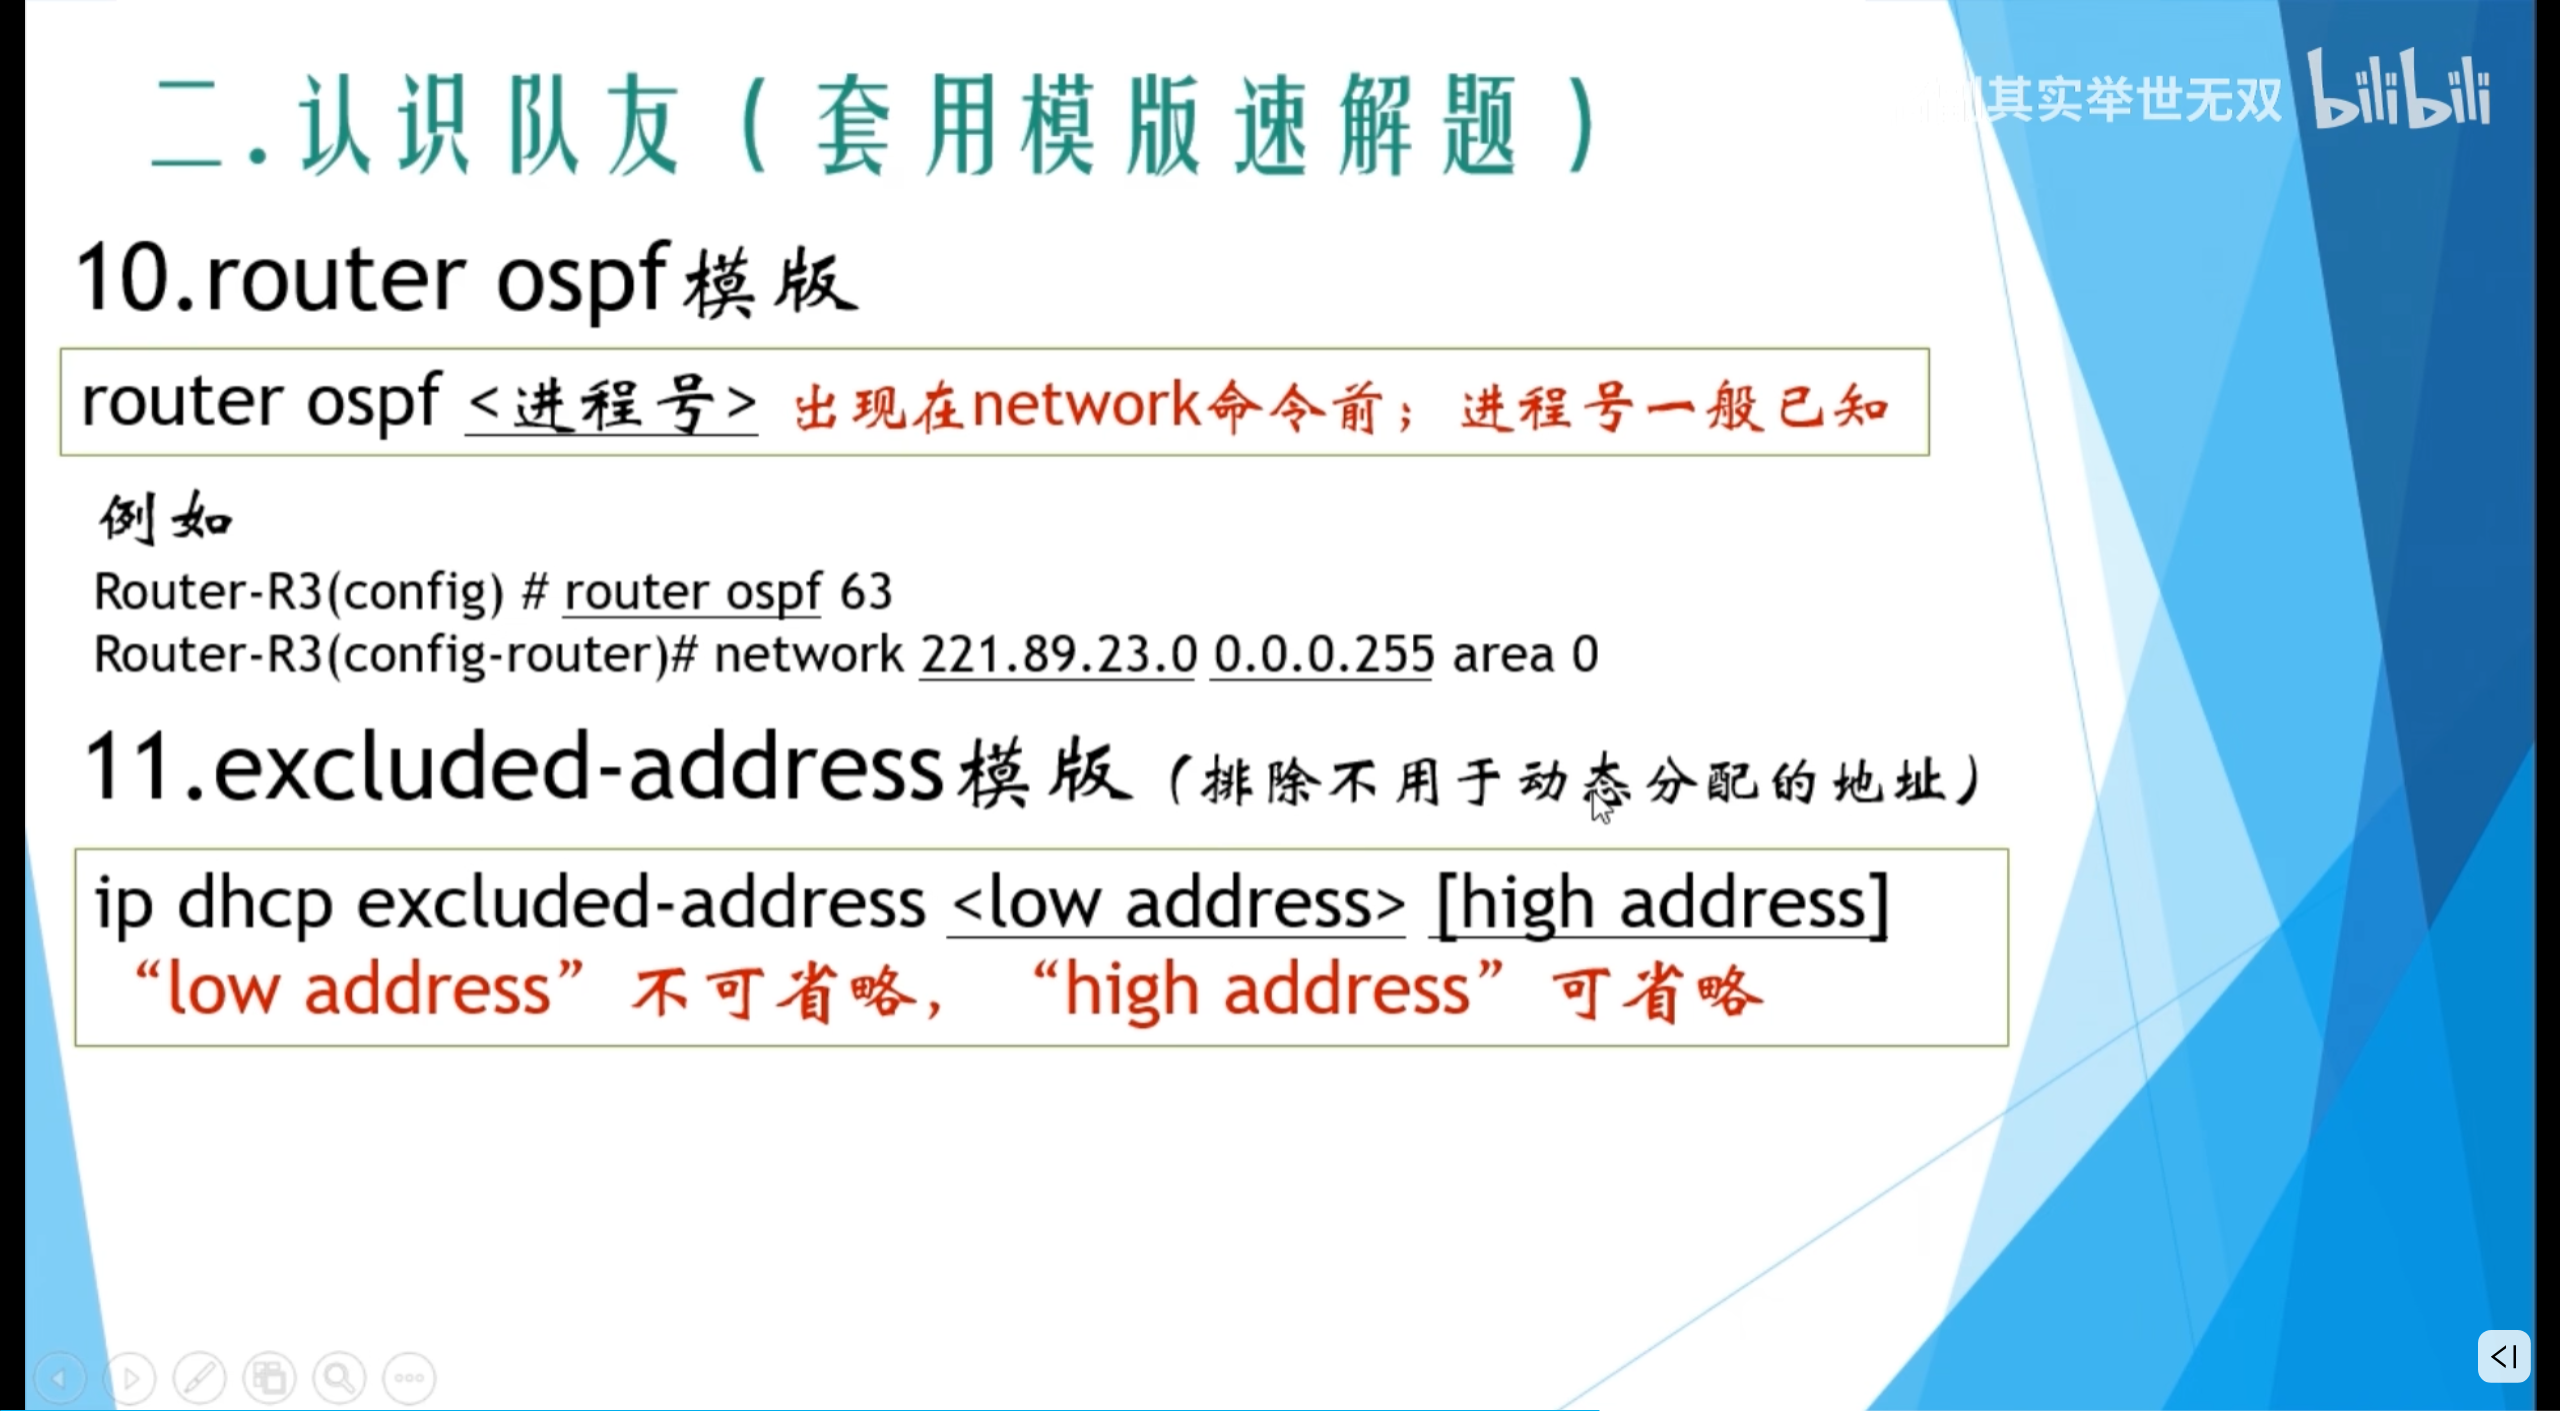 其实举世无双 bilibili
二.认识队友(套用模版速解题)
10.router ospf模版
router ospf <进程号> 出现在network命令前；进程号一般已知
例如
Router-R3(config) # router ospf 63
Router-R3(config-router)# network 221.89.23.0 0.0.0.255 area 0
11.excluded-address模版（排除不用于动态分配的地址）
ip dhcp excluded-address <low address> [high address]
“low address”不可省略，“high address”可省略